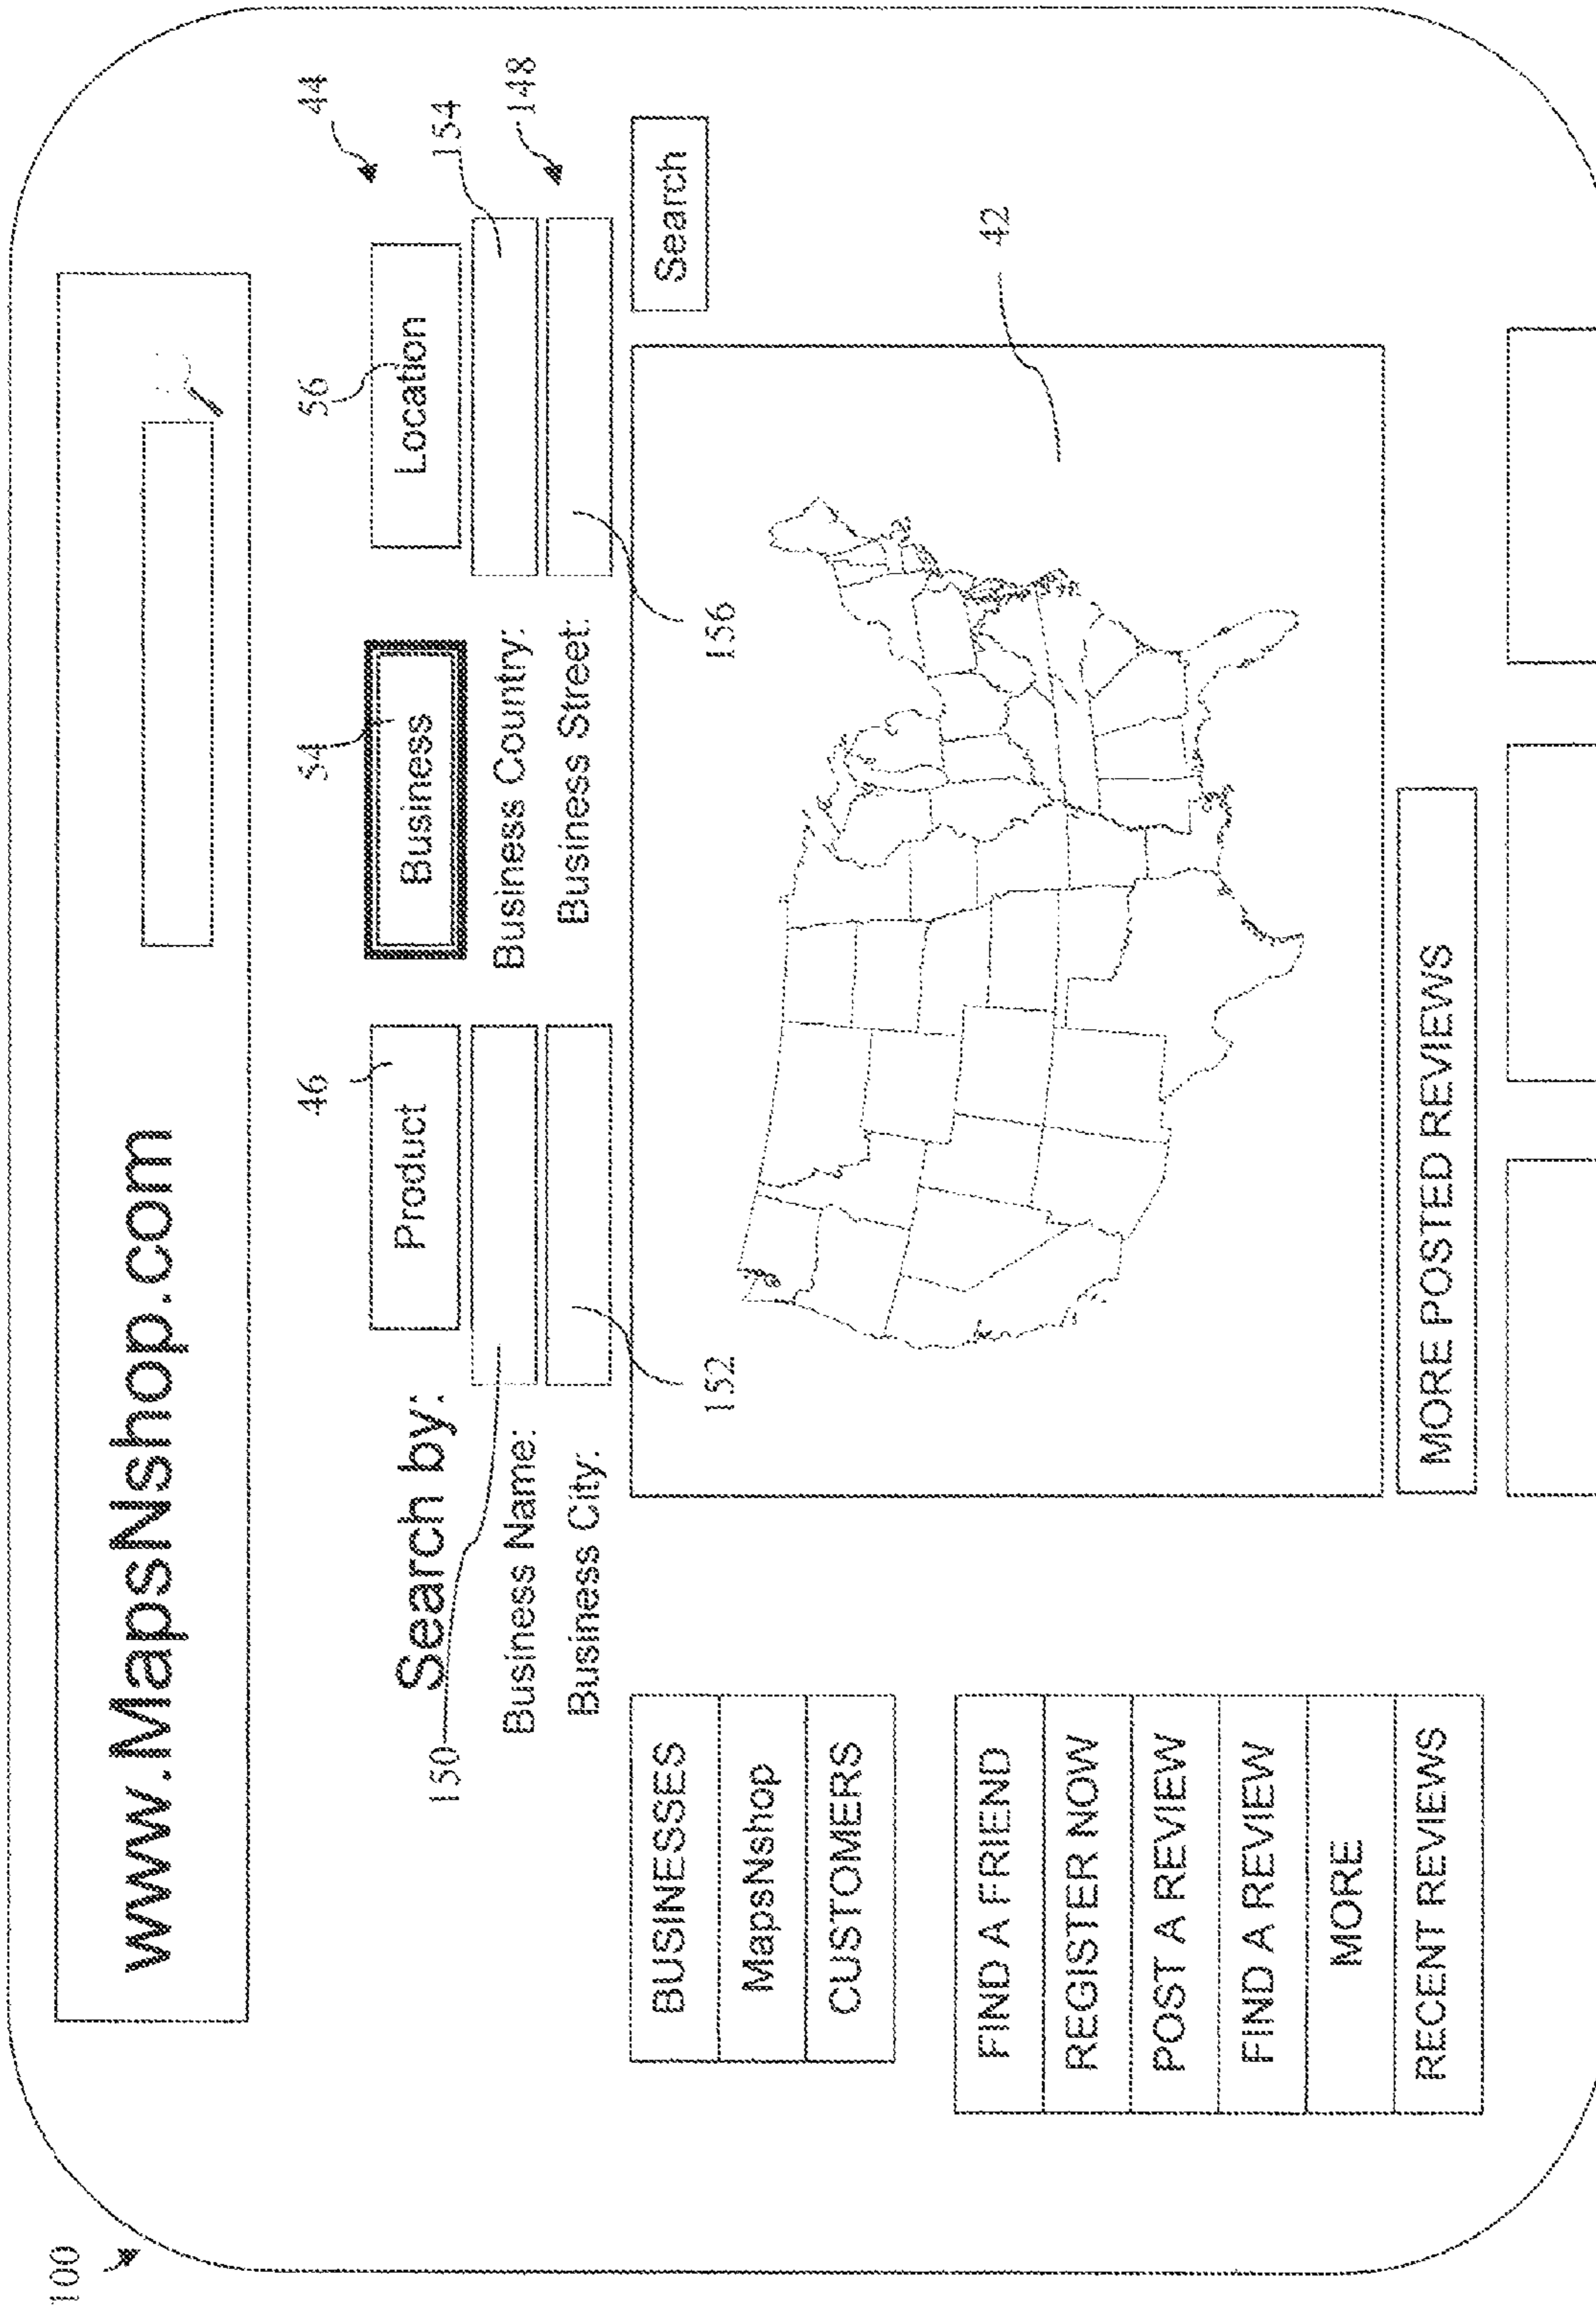 100
www.MapsNshop.com
44
Search by:
46
Product
54
Business
56
Location
150
Business Name:
Business Country:
154
Business City:
Business Street:
148
152
156
Search
BUSINESSES
MapsNshop
CUSTOMERS
42
FIND A FRIEND
REGISTER NOW
POST A REVIEW
FIND A REVIEW
MORE
RECENT REVIEWS
MORE POSTED REVIEWS